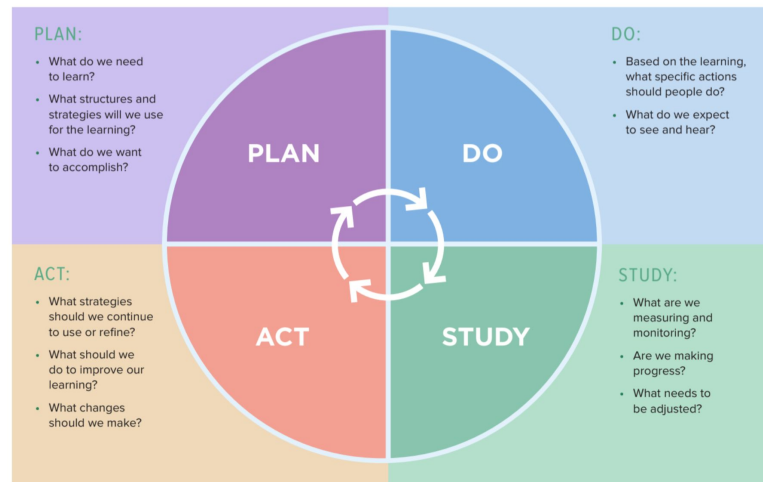 PLAN:
• What do we need
to learn?
• What structures and
strategies will we use
for the learning?
• What do we want
to accomplish?
DO:
• Based on the learning,
what specific actions
should people do?
• What do we expect
to see and hear?
PLAN
DO
ACT
STUDY
ACT:
• What strategies
should we continue
to use or refine?
• What should we
do to improve our
learning?
• What changes
should we make?
STUDY:
• What are we
measuring and
monitoring?
• Are we making
progress?
• What needs to
be adjusted?